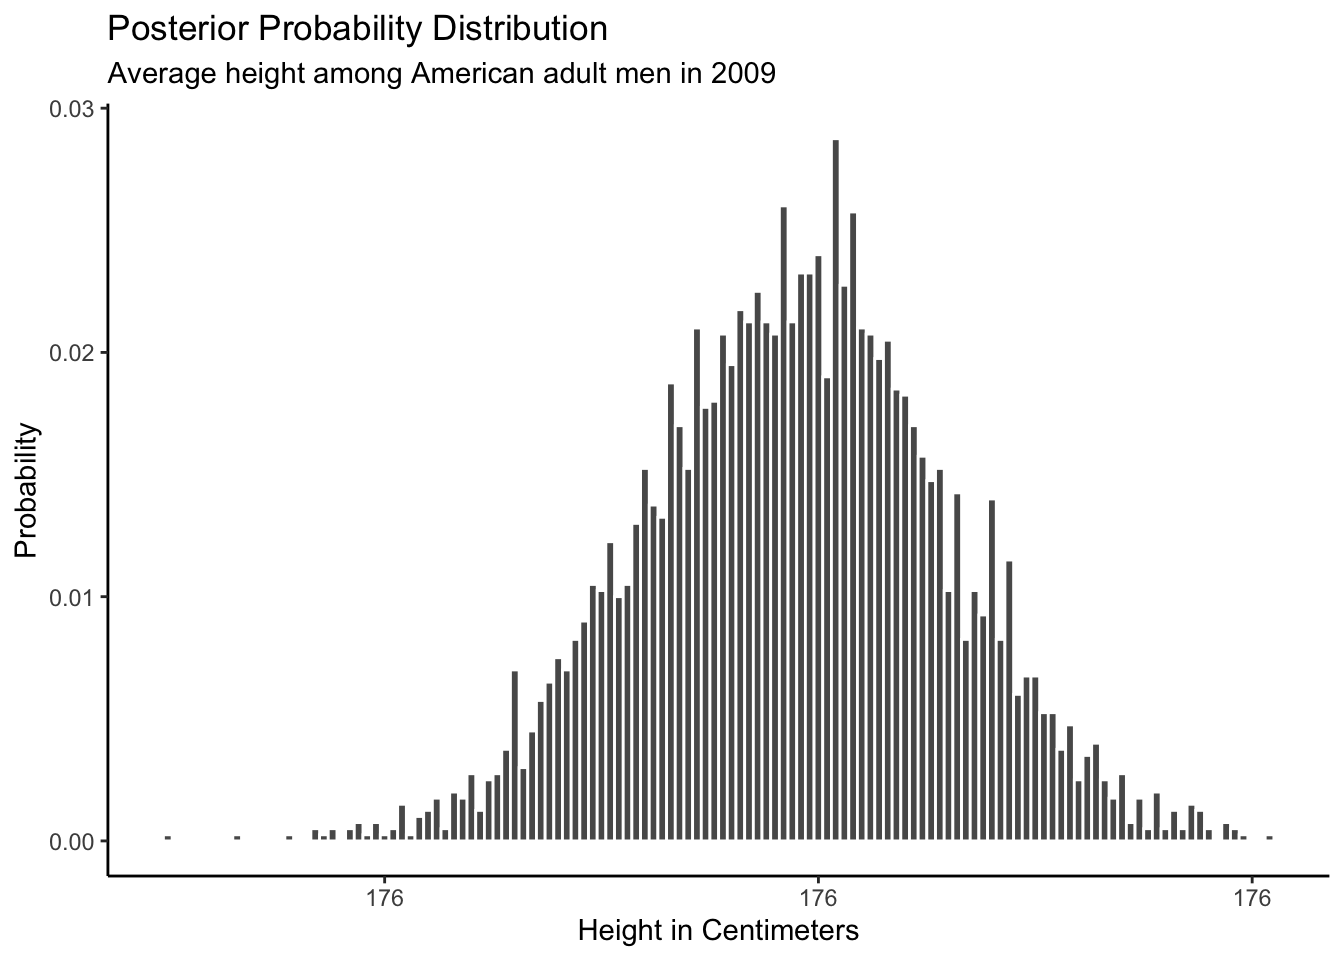 Posterior Probability Distribution
Average height among American adult men in 2009
0.03
0.02
0.01
0.00
Probability
176 176 176
Height in Centimeters